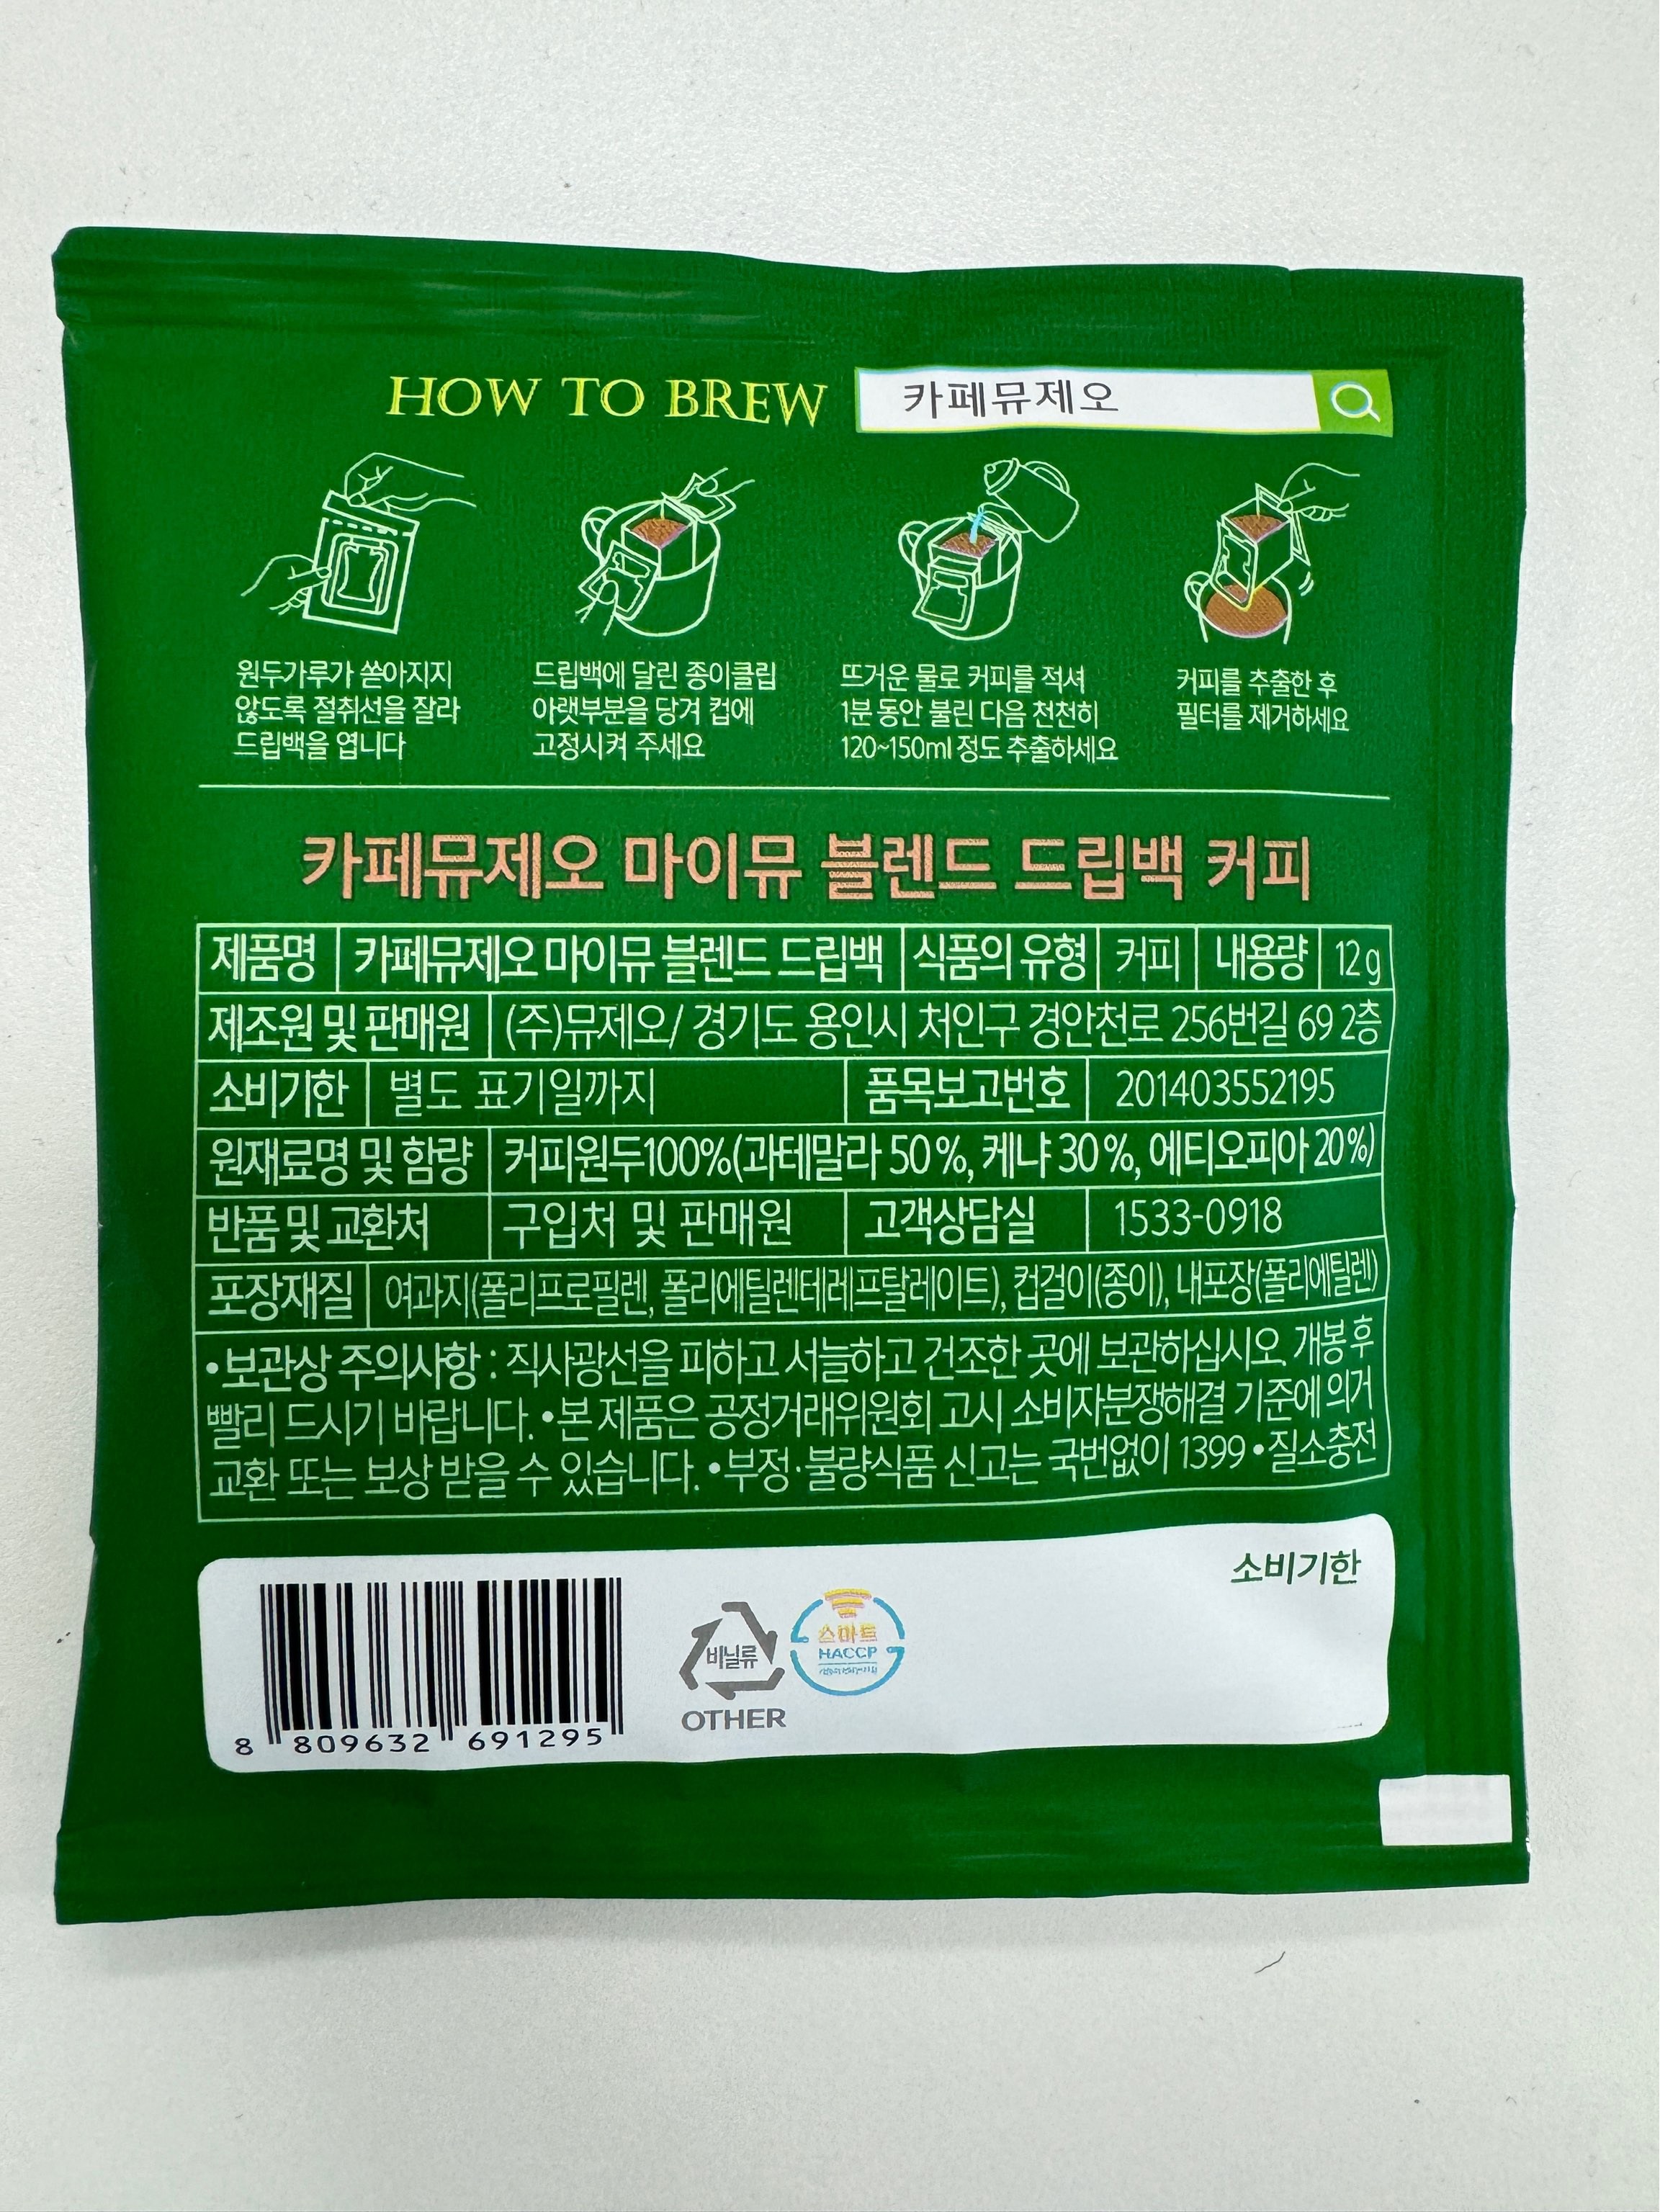 HOW TO BREW 카페뮤제오
원두가루가 쏟아지지
않도록 절취선을 잘라
드립백을 엽니다
드립백에 달린 종이클립
아랫부분을 당겨 컵에
고정시켜 주세요
뜨거운 물로 커피를 적셔
1분 동안 불린 다음 천천히
120~150ml 정도 추출하세요
커피를 추출한 후
필터를 제거하세요
카페뮤제오 마이뮤 블렌드 드립백 커피
제품명 카페뮤제오 마이뮤 블렌드 드립백 식품의 유형 커피 내용량 12g
제조원 및 판매원 (주)뮤제오/ 경기도 용인시 처인구 경안천로 256번길 69 2층
소비기한 별도 표기일까지 품목보고번호 201403552195
원재료명 및 함량 커피원두100%(과테말라 50%, 케냐 30%, 에티오피아 20%)
반품 및 교환처 구입처 및 판매원 고객상담실 1533-0918
포장재질 여과지(폴리프로필렌, 폴리에틸렌테레프탈레이트), 컵걸이(종이), 내포장(폴리에틸렌)
•보관상 주의사항 : 직사광선을 피하고 서늘하고 건조한 곳에 보관하십시오. 개봉 후
빨리 드시기 바랍니다. •본 제품은 공정거래위원회 고시 소비자분쟁해결 기준에 의거
교환 또는 보상 받을 수 있습니다. •부정·불량식품 신고는 국번없이 1399 •질소충전
소비기한
8 809632 691295
비닐류
OTHER
스마트
HACCP